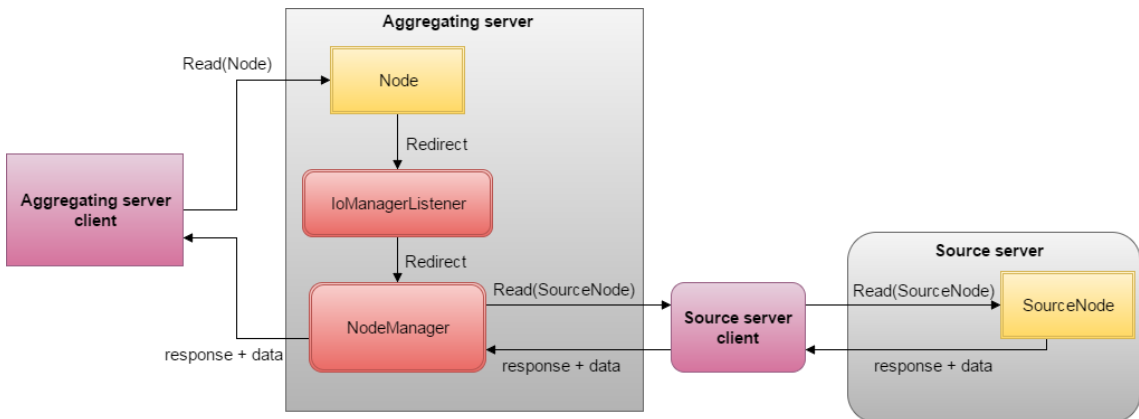 Aggregating server
Read(Node)
Node
Redirect
IoManagerListener
Aggregating server
client
Redirect
Source server
Read(SourceNode)
Read(SourceNode)
SourceNode
NodeManager
Source server
client
response + data
response + data
response + data